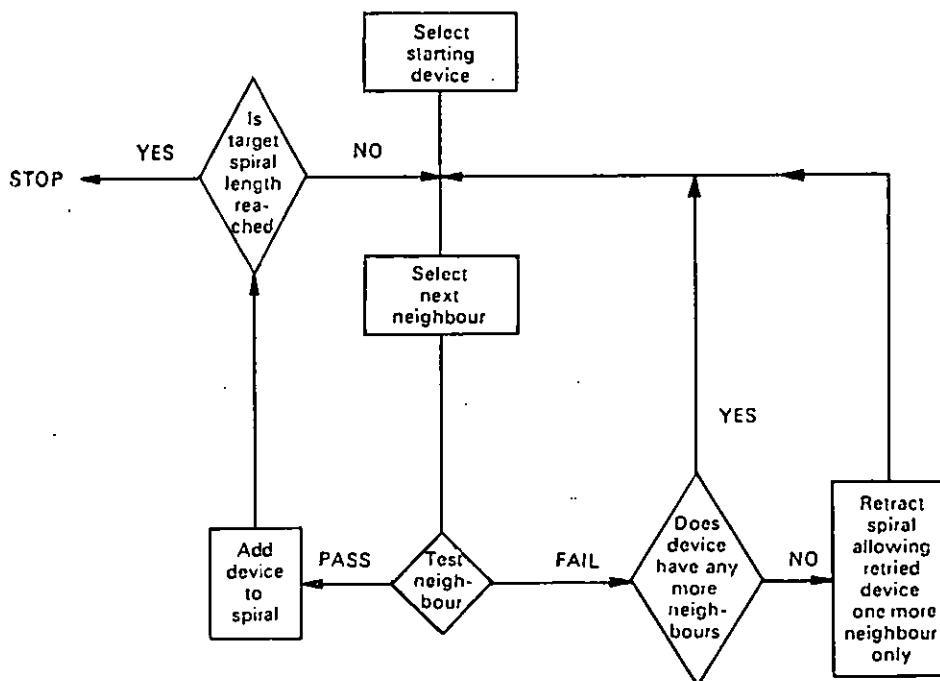 Select
starting
device
Is
target
spiral
length
rea-
ched
YES
NO
STOP
Select
next
neighbour
YES
Add
device
to
spiral
PASS
Test
neigh-
bour
FAIL
Does
device
have any
more
neigh-
bours
NO
Retract
spiral
allowing
retried
device
one more
neighbour
only